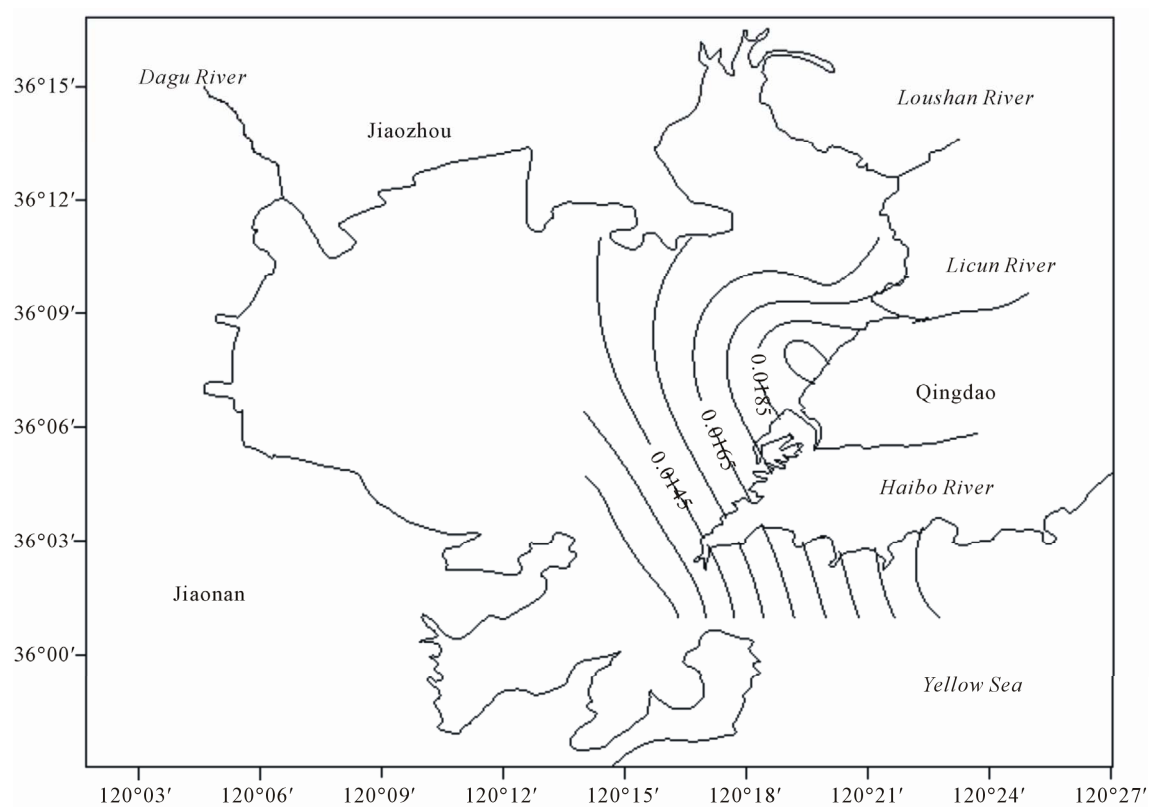 Dagu River
36°15′
Loushan River
Jiaozhou
36°12′
Licun River
36°09′
0.0185
Qingdao
36°06′
0.0165
0.0145
Haibo River
36°03′
Jiaonan
36°00′
Yellow Sea
120°03′ 120°06′ 120°09′ 120°12′ 120°15′ 120°18′ 120°21′ 120°24′ 120°27′